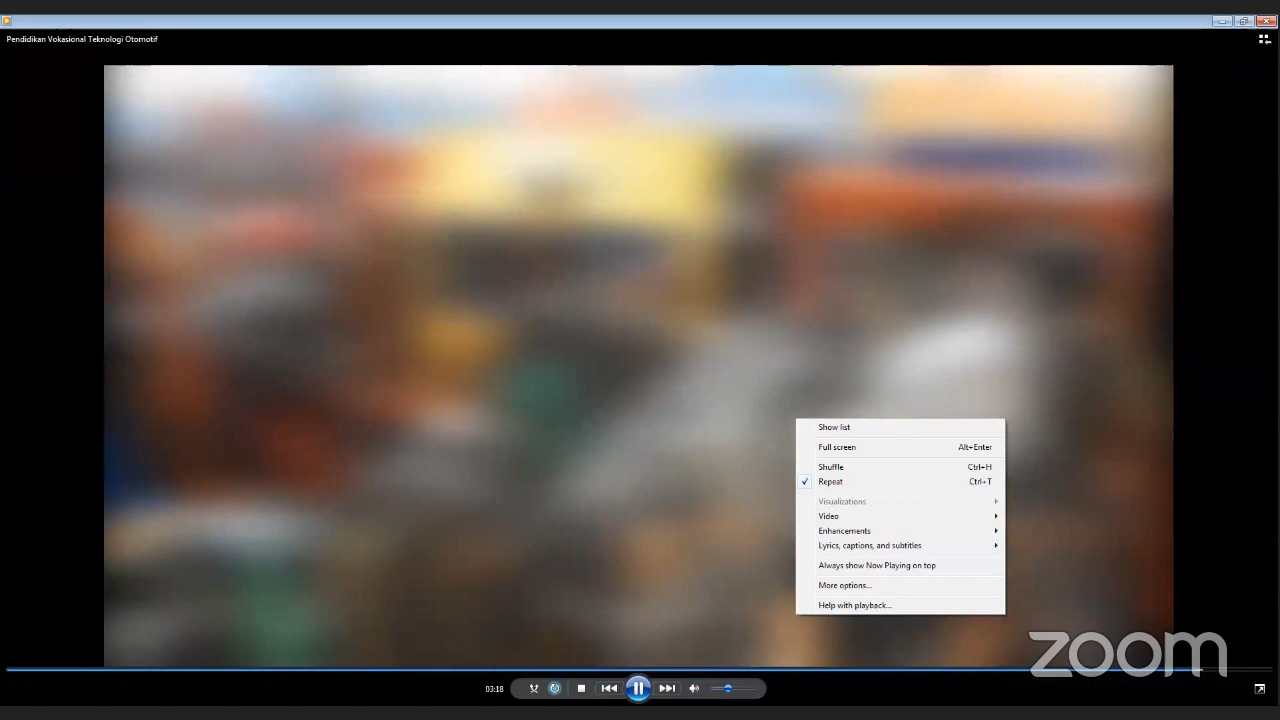 Pendidikan Vokasional Teknologi Otomotif
Show list
Full screen Alt+Enter
Shuffle Ctrl+H
Repeat Ctrl+T
Visualizations
Video
Enhancements
Lyrics, captions, and subtitles
Always show Now Playing on top
More options...
Help with playback...
zoom
03:18